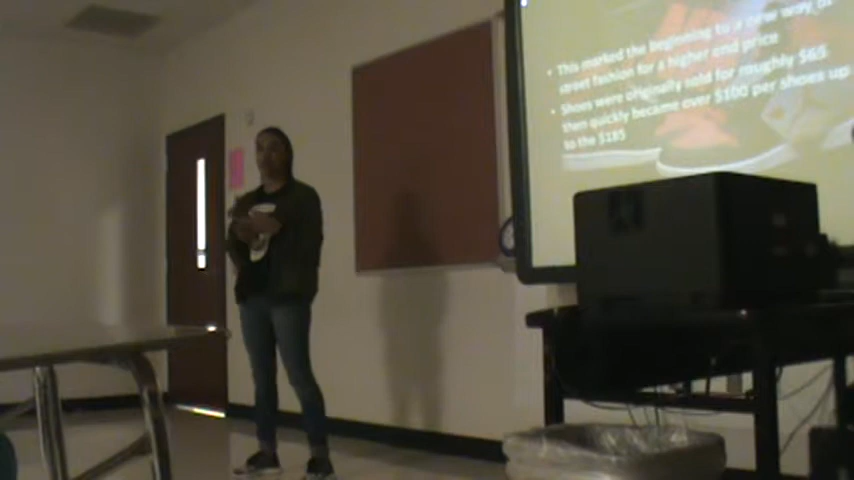 • This marked the beginning to a new way of
street fashion for a higher end price
• Shoes were originally sold for roughly $65
then quickly became over $100 per shoes up
to the $185